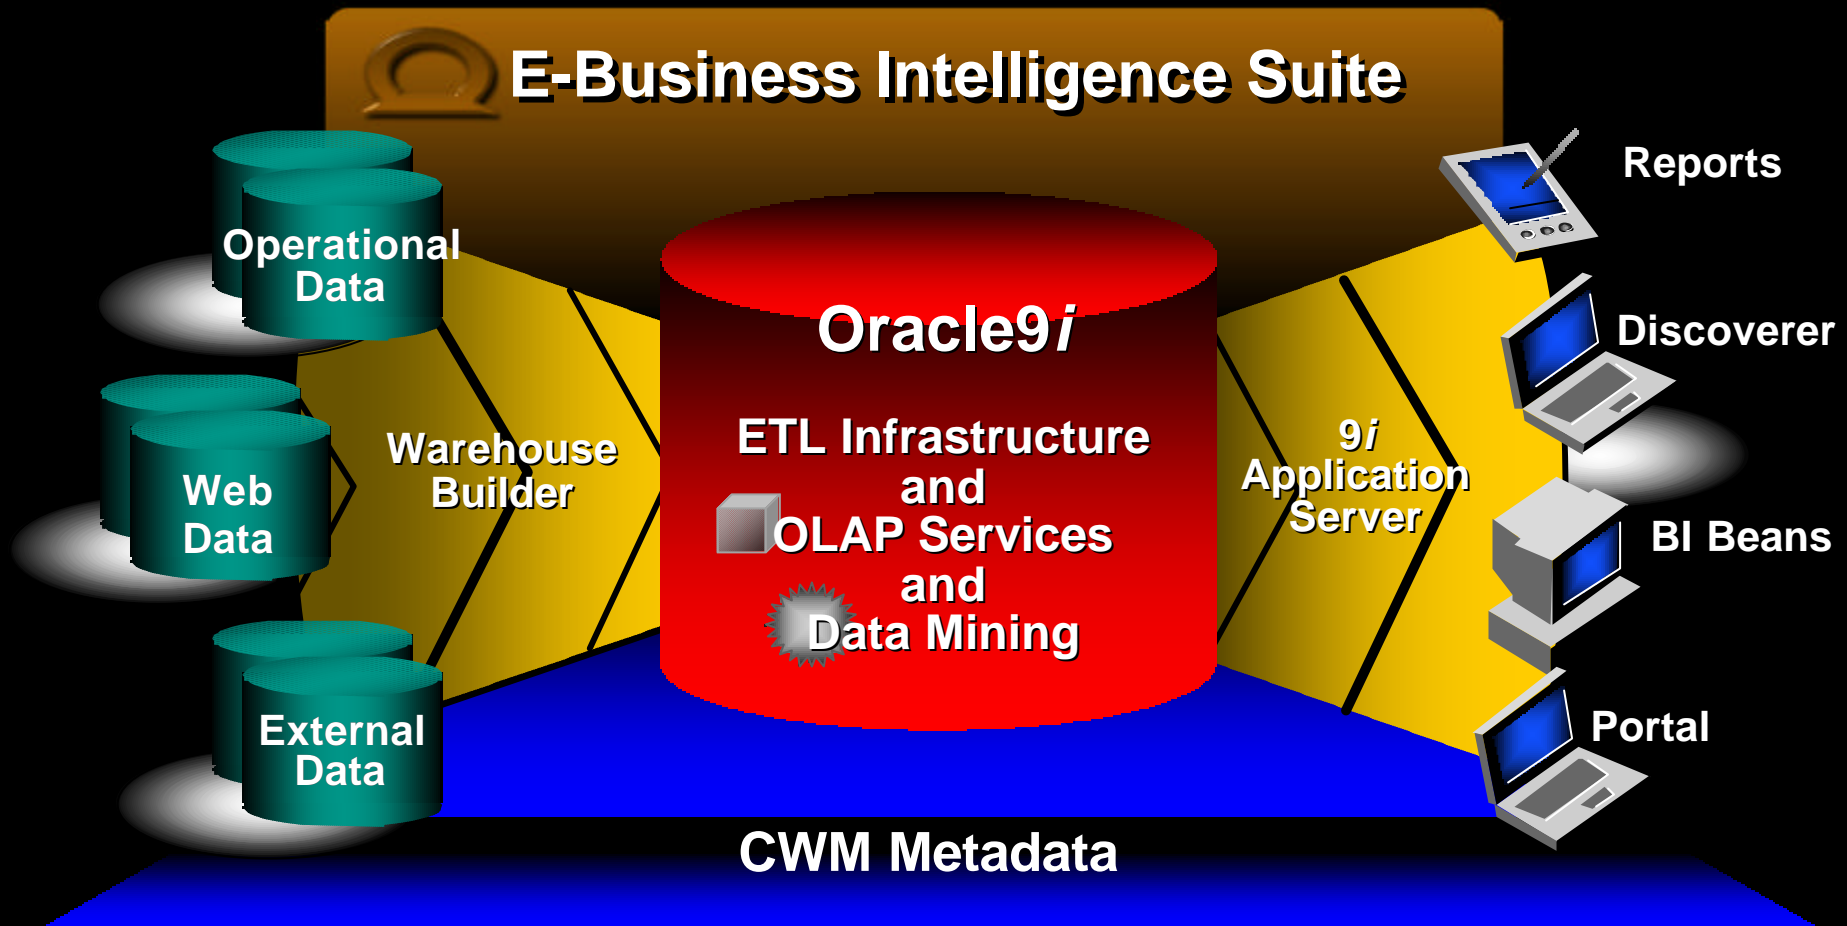 E-Business Intelligence Suite
Operational
Data
Web
Data
External
Data
Warehouse
Builder
Oracle9i
ETL Infrastructure
and
OLAP Services
and
Data Mining
9i
Application
Server
Reports
Discoverer
BI Beans
Portal
CWM Metadata